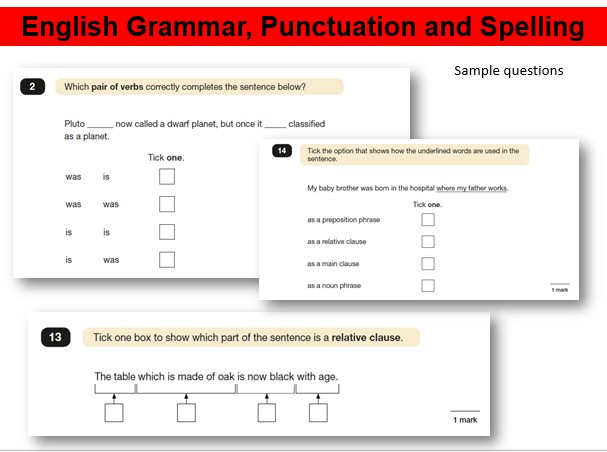 English Grammar, Punctuation and Spelling
Sample questions
2 Which pair of verbs correctly completes the sentence below?
Pluto ______ now called a dwarf planet, but once it _____ classified
as a planet.
Tick one.
was is
was was
is is
is was
14 Tick the option that shows how the underlined words are used in the
sentence.
My baby brother was born in the hospital where my father works.
Tick one.
as a preposition phrase
as a relative clause
as a main clause
as a noun phrase
1 mark
13 Tick one box to show which part of the sentence is a relative clause.
The table which is made of oak is now black with age.
1 mark